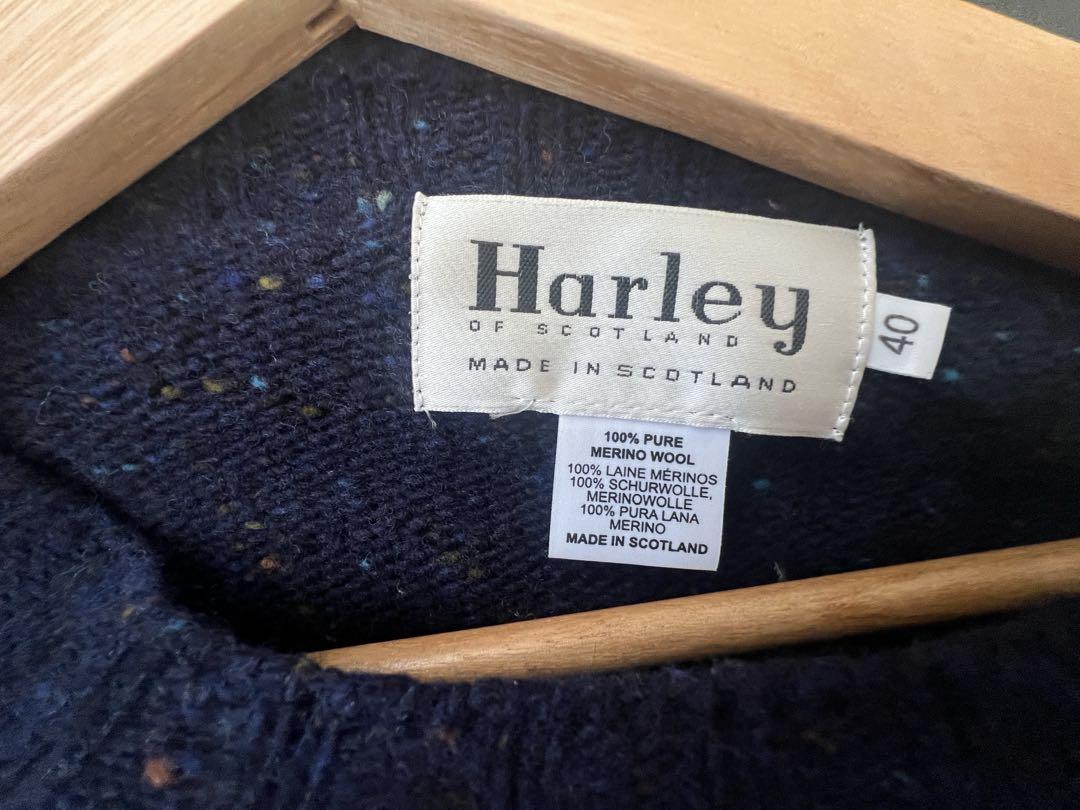 Harley
OF SCOTLAND
MADE IN SCOTLAND
40
100% PURE
MERINO WOOL
100% LAINE MÉRINOS
100% SCHURWOLLE,
MERINOWOLLE
100% PURA LANA
MERINO
MADE IN SCOTLAND